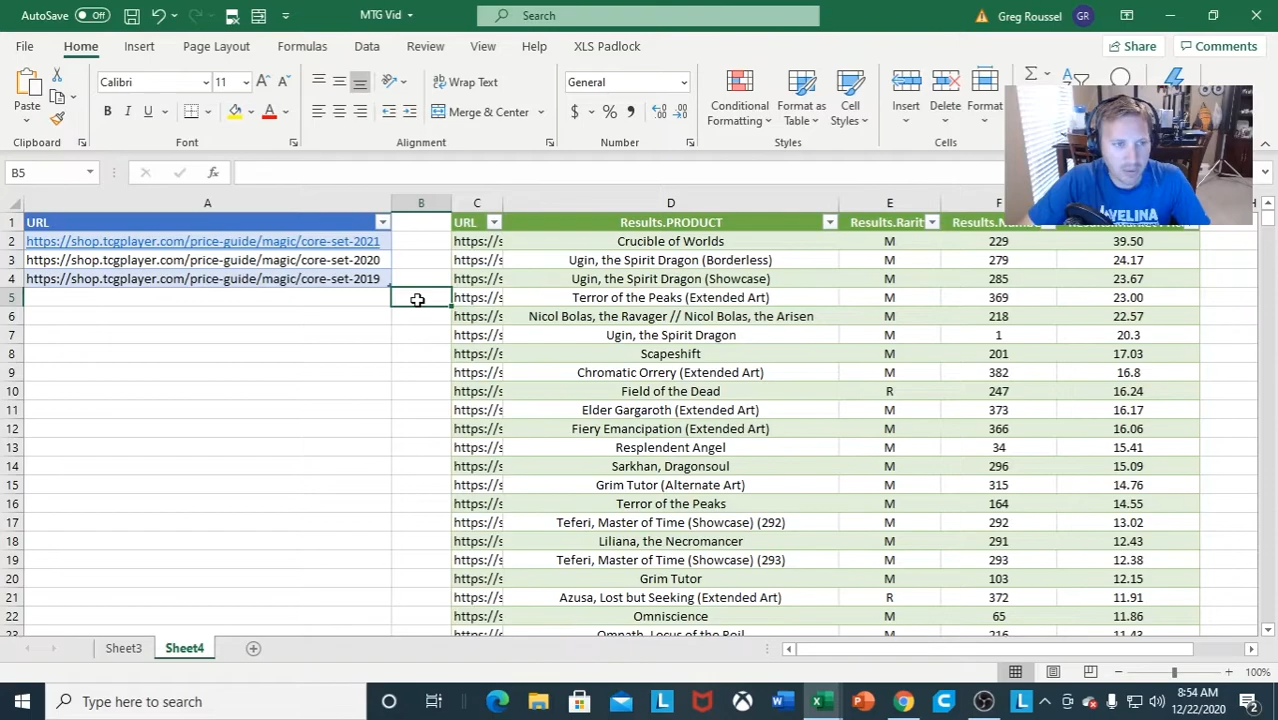 AutoSave Off MTG Vid Search Greg Roussel GR
File Home Insert Page Layout Formulas Data Review View Help XLS Padlock Share Comments
Paste Calibri 11 Wrap Text General Conditional Formatting Format as Table Cell Styles Insert Delete Format
B I U Merge & Center $ %
Clipboard Font Alignment Number Cells
B5 fx
A B C D E F H
1 URL URL Results.PRODUCT Results.Rarit
2 https://shop.tcgplayer.com/price-guide/magic/core-set-2021 https://s Crucible of Worlds M 229 39.50
3 https://shop.tcgplayer.com/price-guide/magic/core-set-2020 https://s Ugin, the Spirit Dragon (Borderless) M 279 24.17
4 https://shop.tcgplayer.com/price-guide/magic/core-set-2019 https://s Ugin, the Spirit Dragon (Showcase) M 285 23.67
5 https://s Terror of the Peaks (Extended Art) M 369 23.00
6 https://s Nicol Bolas, the Ravager // Nicol Bolas, the Arisen M 218 22.57
7 https://s Ugin, the Spirit Dragon M 1 20.3
8 https://s Scapeshift M 201 17.03
9 https://s Chromatic Orrery (Extended Art) M 382 16.8
10 https://s Field of the Dead R 247 16.24
11 https://s Elder Gargaroth (Extended Art) M 373 16.17
12 https://s Fiery Emancipation (Extended Art) M 366 16.06
13 https://s Resplendent Angel M 34 15.41
14 https://s Sarkhan, Dragonsoul M 296 15.09
15 https://s Grim Tutor (Alternate Art) M 315 14.76
16 https://s Terror of the Peaks M 164 14.55
17 https://s Teferi, Master of Time (Showcase) (292) M 292 13.02
18 https://s Liliana, the Necromancer M 291 12.43
19 https://s Teferi, Master of Time (Showcase) (293) M 293 12.38
20 https://s Grim Tutor M 103 12.15
21 https://s Azusa, Lost but Seeking (Extended Art) R 372 11.91
22 https://s Omniscience M 65 11.86
23 https://s Omnath, Locus of the Roil M 216 11.43
Sheet3 Sheet4
100%
Type here to search 8:54 AM
12/22/2020 2